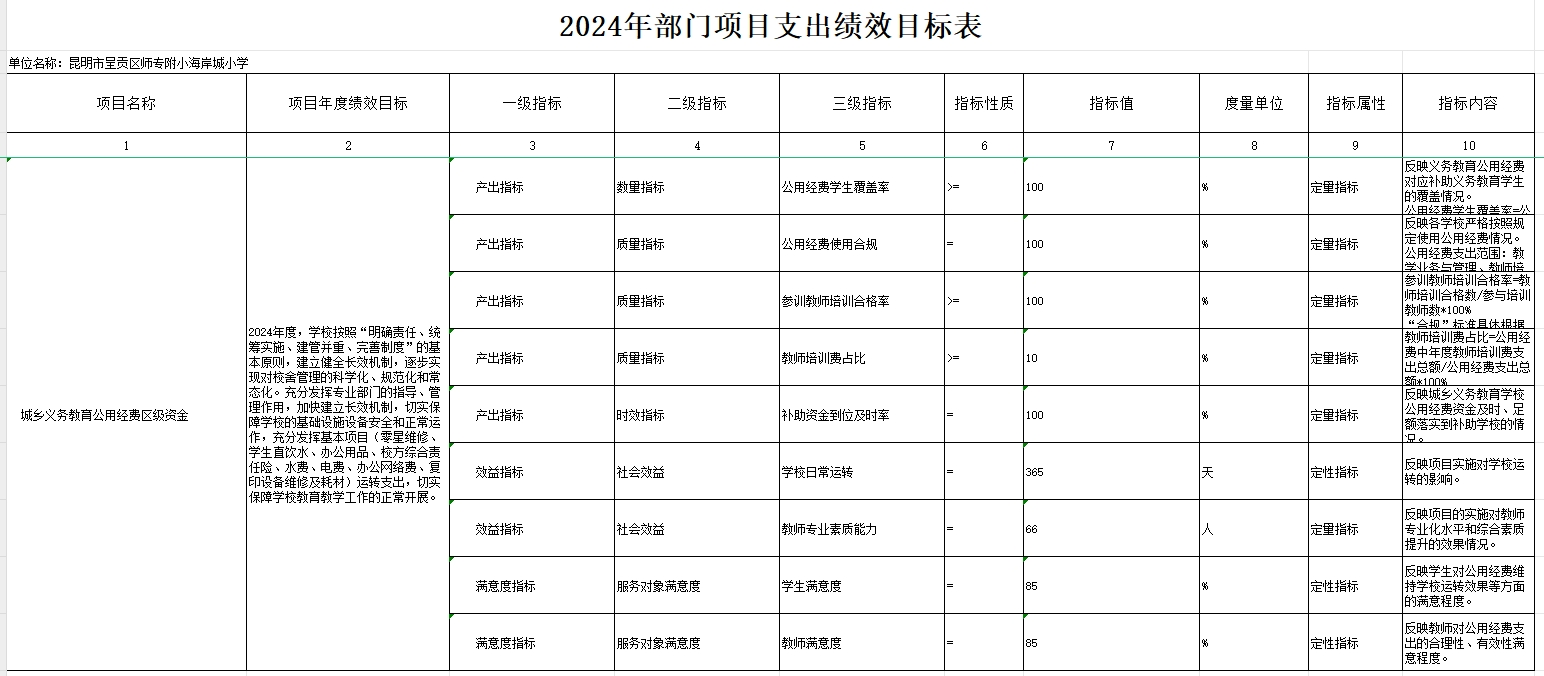 2024年部门项目支出绩效目标表
单位名称：昆明市呈贡区师专附小海岸城小学
项目名称 项目年度绩效目标 一级指标 二级指标 三级指标 指标性质 指标值 度量单位 指标属性 指标内容
1 2 3 4 5 6 7 8 9 10
城乡义务教育公用经费区级资金
2024年度，学校按照“明确责任、统
筹实施、建管并重、完善制度”的基
本原则，建立健全长效机制，逐步实
现对校舍管理的科学化、规范化和常
态化。充分发挥专业部门的指导、管
理作用，加快建立长效机制，切实保
障学校的基础设施设备安全和正常运
作，充分发挥基本项目（零星维修、
学生直饮水、办公用品、校方综合责
任险、水费、电费、办公网络费、复
印设备维修及耗材）运转支出，切实
保障学校教育教学工作的正常开展。
产出指标 数量指标 公用经费学生覆盖率 >= 100 % 定量指标
反映义务教育公用经费
对应补助义务教育学生
的覆盖情况。
公用经费学生覆盖率=公
产出指标 质量指标 公用经费使用合规 = 100 % 定量指标
反映各学校严格按照规
定使用公用经费情况。
公用经费支出范围：教
学业务与管理、教师培
产出指标 质量指标 参训教师培训合格率 >= 100 % 定量指标
参训教师培训合格率=教
师培训合格数/参与培训
教师数*100%
“合规”标准具体根据
产出指标 质量指标 教师培训费占比 >= 10 % 定量指标
教师培训费占比=公用经
费中年度教师培训费支
出总额/公用经费支出总
额*100%
产出指标 时效指标 补助资金到位及时率 = 100 % 定量指标
反映城乡义务教育学校
公用经费资金及时、足
额落实到补助学校的情
况。
效益指标 社会效益 学校日常运转 = 365 天 定性指标
反映项目实施对学校运
转的影响。
效益指标 社会效益 教师专业素质能力 = 66 人 定量指标
反映项目的实施对教师
专业化水平和综合素质
提升的效果情况。
满意度指标 服务对象满意度 学生满意度 = 85 % 定性指标
反映学生对公用经费维
持学校运转效果等方面
的满意程度。
满意度指标 服务对象满意度 教师满意度 = 85 % 定性指标
反映教师对公用经费支
出的合理性、有效性满
意程度。